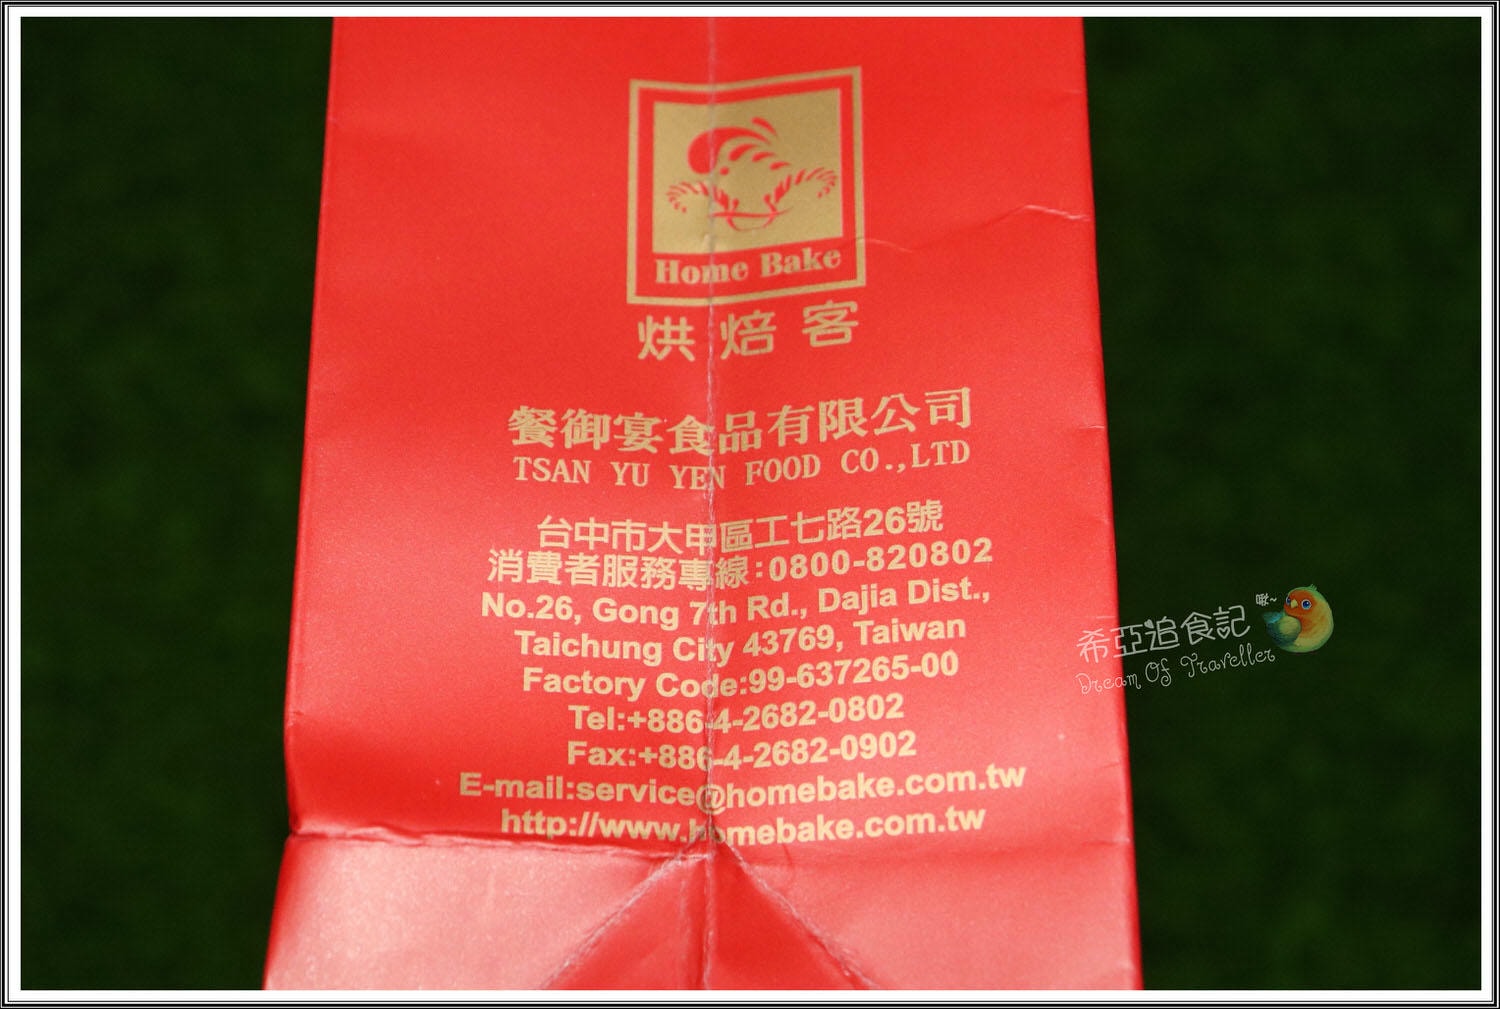 Home Bake
烘焙客
餐御宴食品有限公司
TSAN YU YEN FOOD CO.,LTD
台中市大甲區工七路26號
消費者服務專線:0800-820802
No.26, Gong 7th Rd., Dajia Dist.,
Taichung City 43769, Taiwan
Factory Code:99-637265-00
Tel:+886-4-2682-0802
Fax:+886-4-2682-0902
E-mail:service@homebake.com.tw
http://www.homebake.com.tw
希亞追食記
Dream Of Traveller